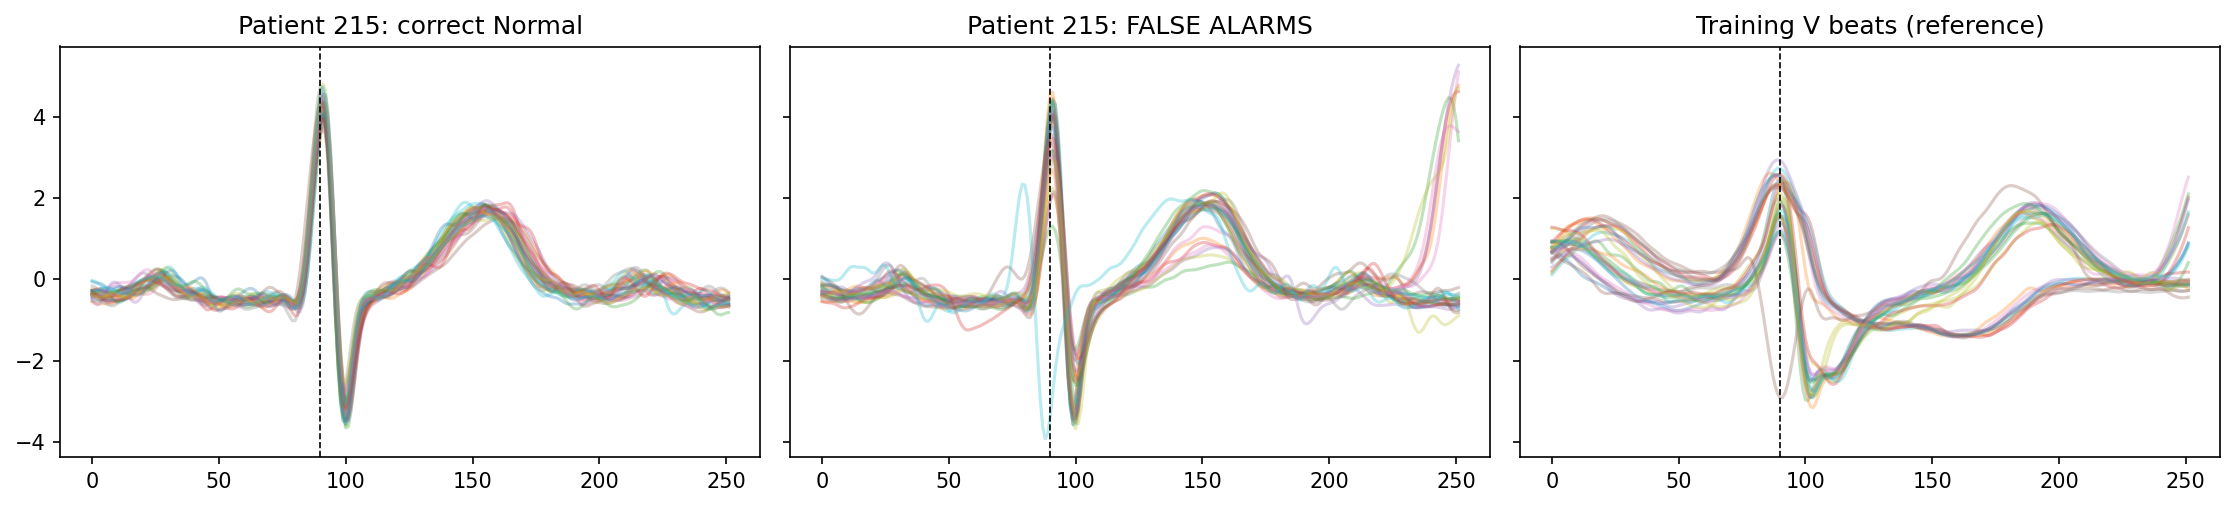 Patient 215: correct Normal
Patient 215: FALSE ALARMS
Training V beats (reference)
4
2
0
−2
−4
0 50 100 150 200 250
0 50 100 150 200 250
0 50 100 150 200 250